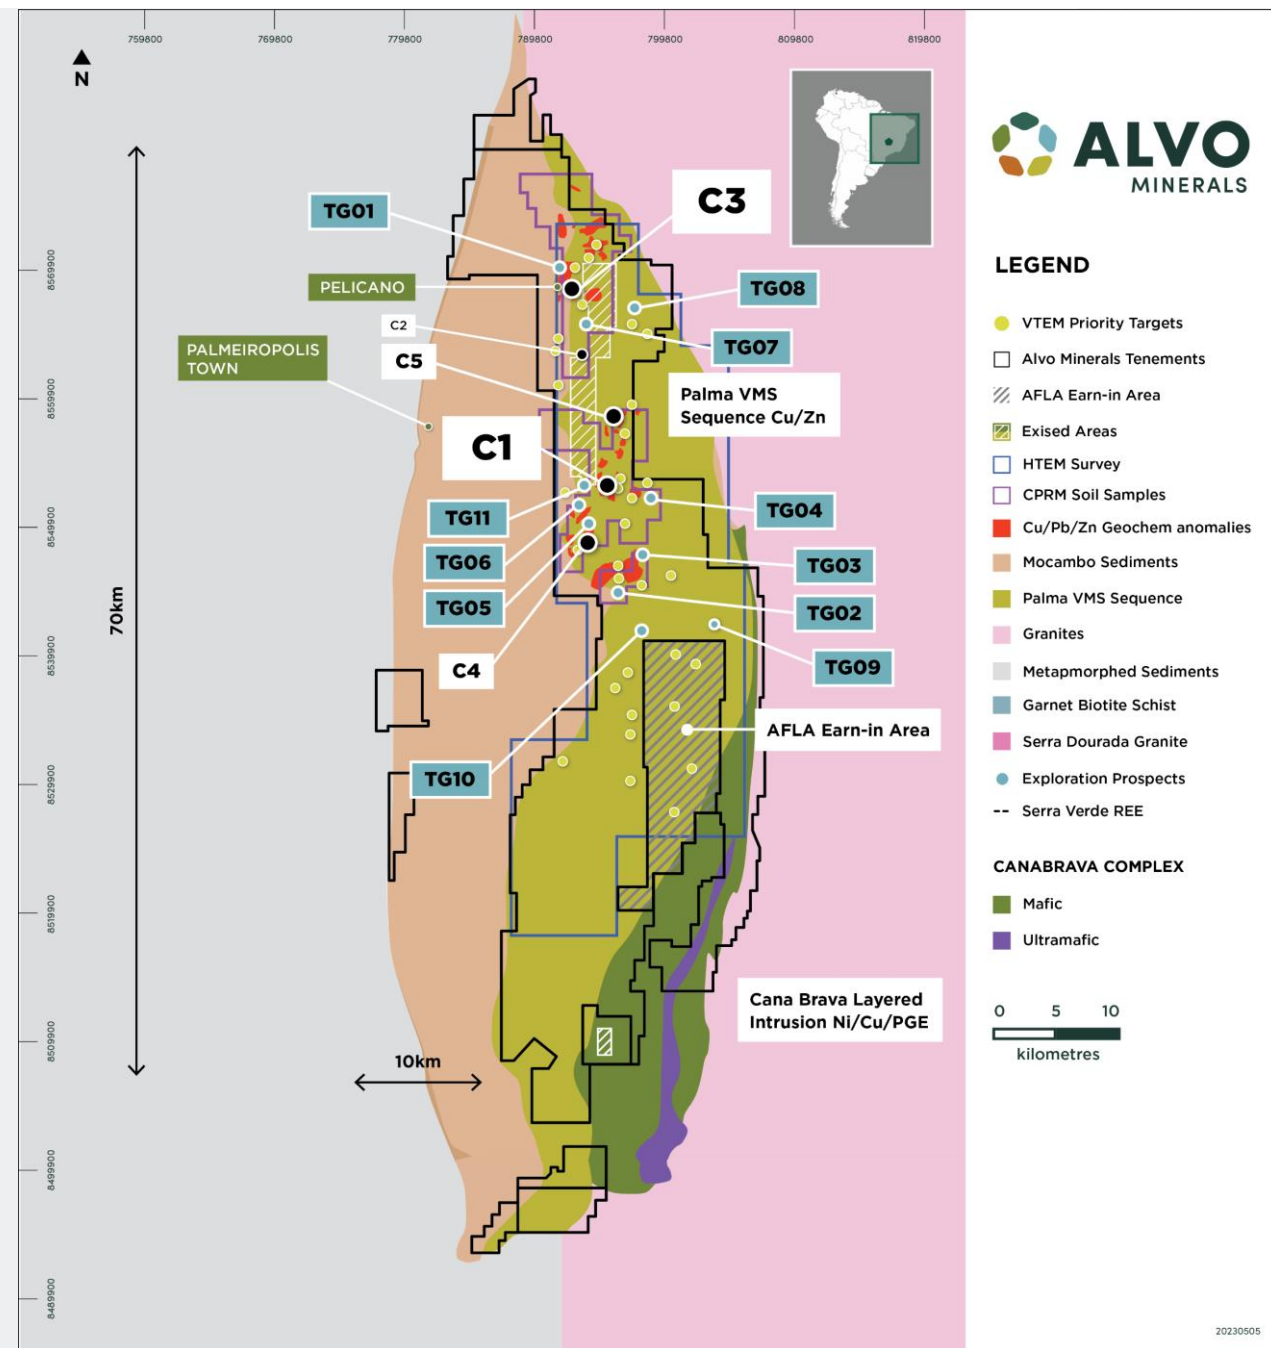 759800
769800
779800
789800
799800
809800
819800
N
8569900
8559900
8549900
8539900
8529900
8519900
8509900
8499900
8489900
70km
10km
TG01
C3
PELICANO
TG08
C2
TG07
C5
PALMEIROPOLIS
TOWN
Palma VMS
Sequence Cu/Zn
C1
TG11
TG04
TG06
TG03
TG05
TG02
C4
TG09
AFLA Earn-in Area
TG10
Cana Brava Layered
Intrusion Ni/Cu/PGE
ALVO
MINERALS
LEGEND
VTEM Priority Targets
Alvo Minerals Tenements
AFLA Earn-in Area
Exised Areas
HTEM Survey
CPRM Soil Samples
Cu/Pb/Zn Geochem anomalies
Mocambo Sediments
Palma VMS Sequence
Granites
Metapmorphed Sediments
Garnet Biotite Schist
Serra Dourada Granite
Exploration Prospects
Serra Verde REE
CANABRAVA COMPLEX
Mafic
Ultramafic
0 5 10
kilometres
20230505